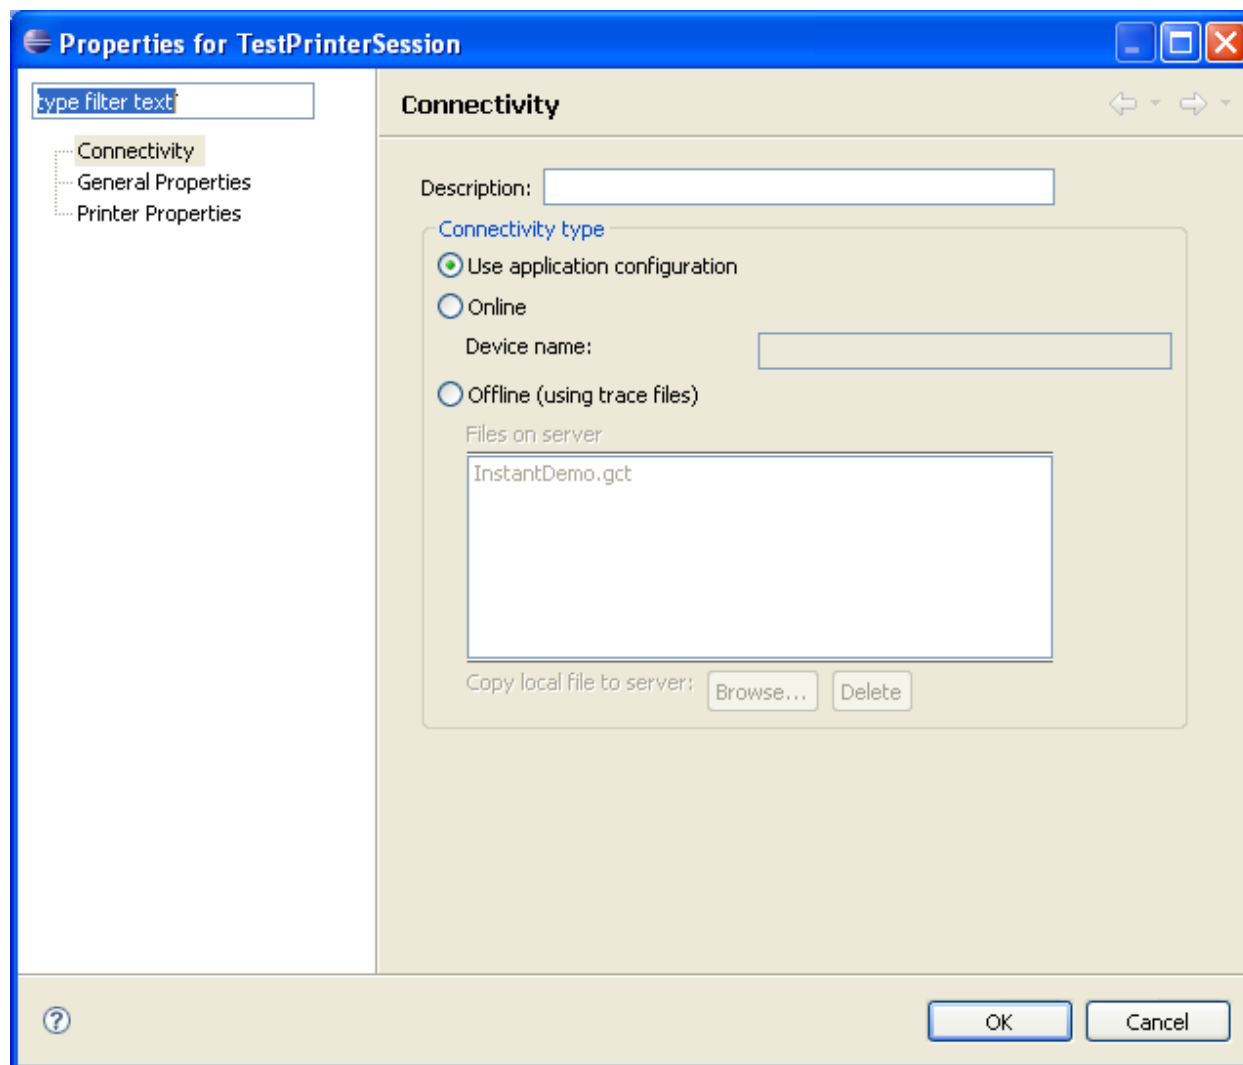 Properties for TestPrinterSession
type filter text
Connectivity
General Properties
Printer Properties
Connectivity
Description:
Connectivity type
Use application configuration
Online
Device name:
Offline (using trace files)
Files on server
InstantDemo.gct
Copy local file to server: Browse... Delete
? OK Cancel